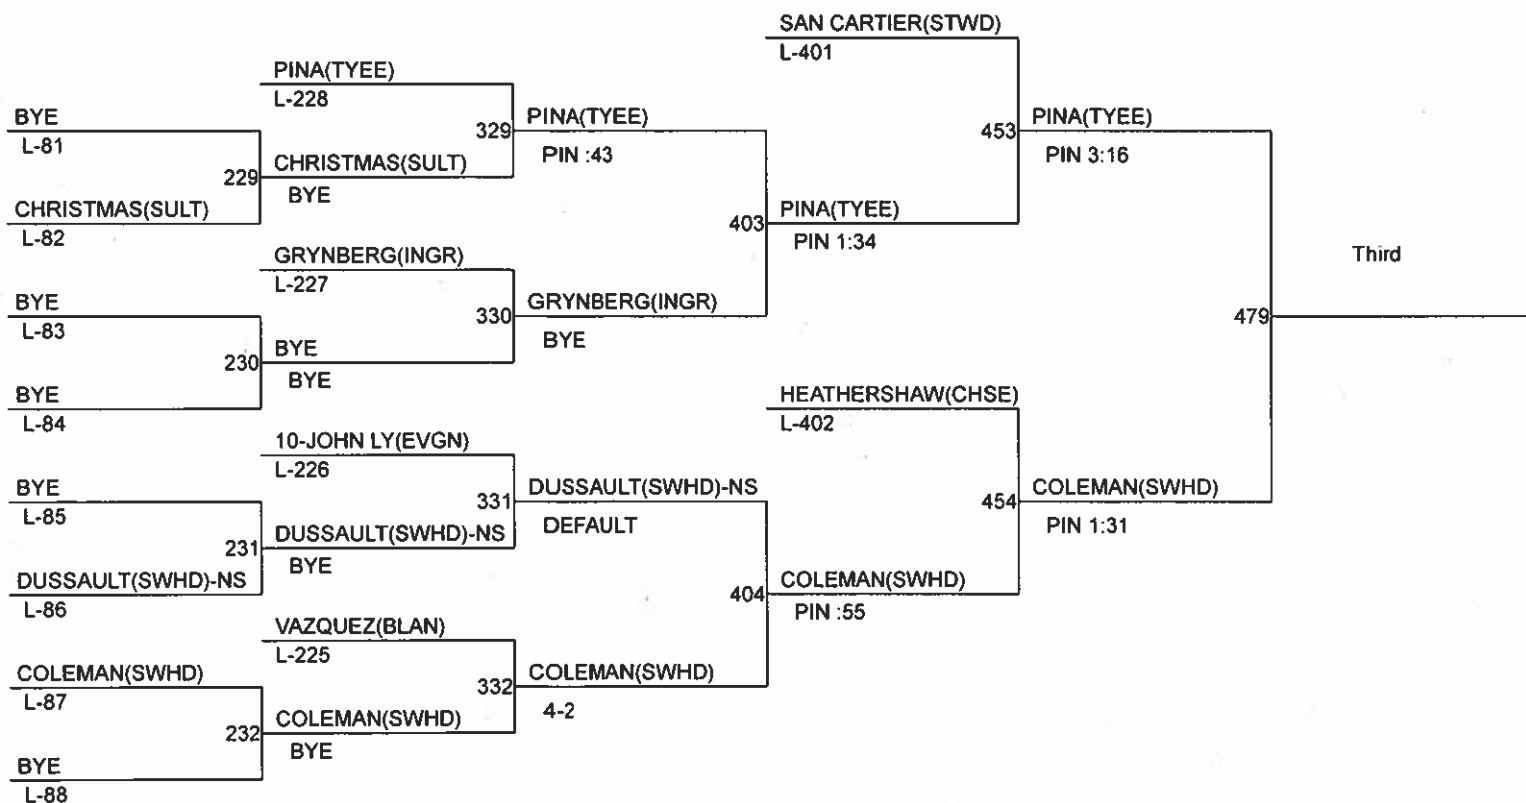 SAN CARTIER(STWD)
L-401
PINA(TYEE)
L-228
BYE
L-81
329
PINA(TYEE)
PIN :43
453
PINA(TYEE)
PIN 3:16
229
CHRISTMAS(SULT)
BYE
CHRISTMAS(SULT)
L-82
403
PINA(TYEE)
PIN 1:34
GRYNBERG(INGR)
L-227
Third
BYE
L-83
330
GRYNBERG(INGR)
BYE
479
230
BYE
BYE
BYE
L-84
HEATHERSHAW(CHSE)
L-402
10-JOHN LY(EVGN)
L-226
BYE
L-85
331
DUSSAULT(SWHD)-NS
DEFAULT
454
COLEMAN(SWHD)
PIN 1:31
231
DUSSAULT(SWHD)-NS
BYE
DUSSAULT(SWHD)-NS
L-86
404
COLEMAN(SWHD)
PIN :55
VAZQUEZ(BLAN)
L-225
COLEMAN(SWHD)
L-87
332
COLEMAN(SWHD)
4-2
232
COLEMAN(SWHD)
BYE
BYE
L-88